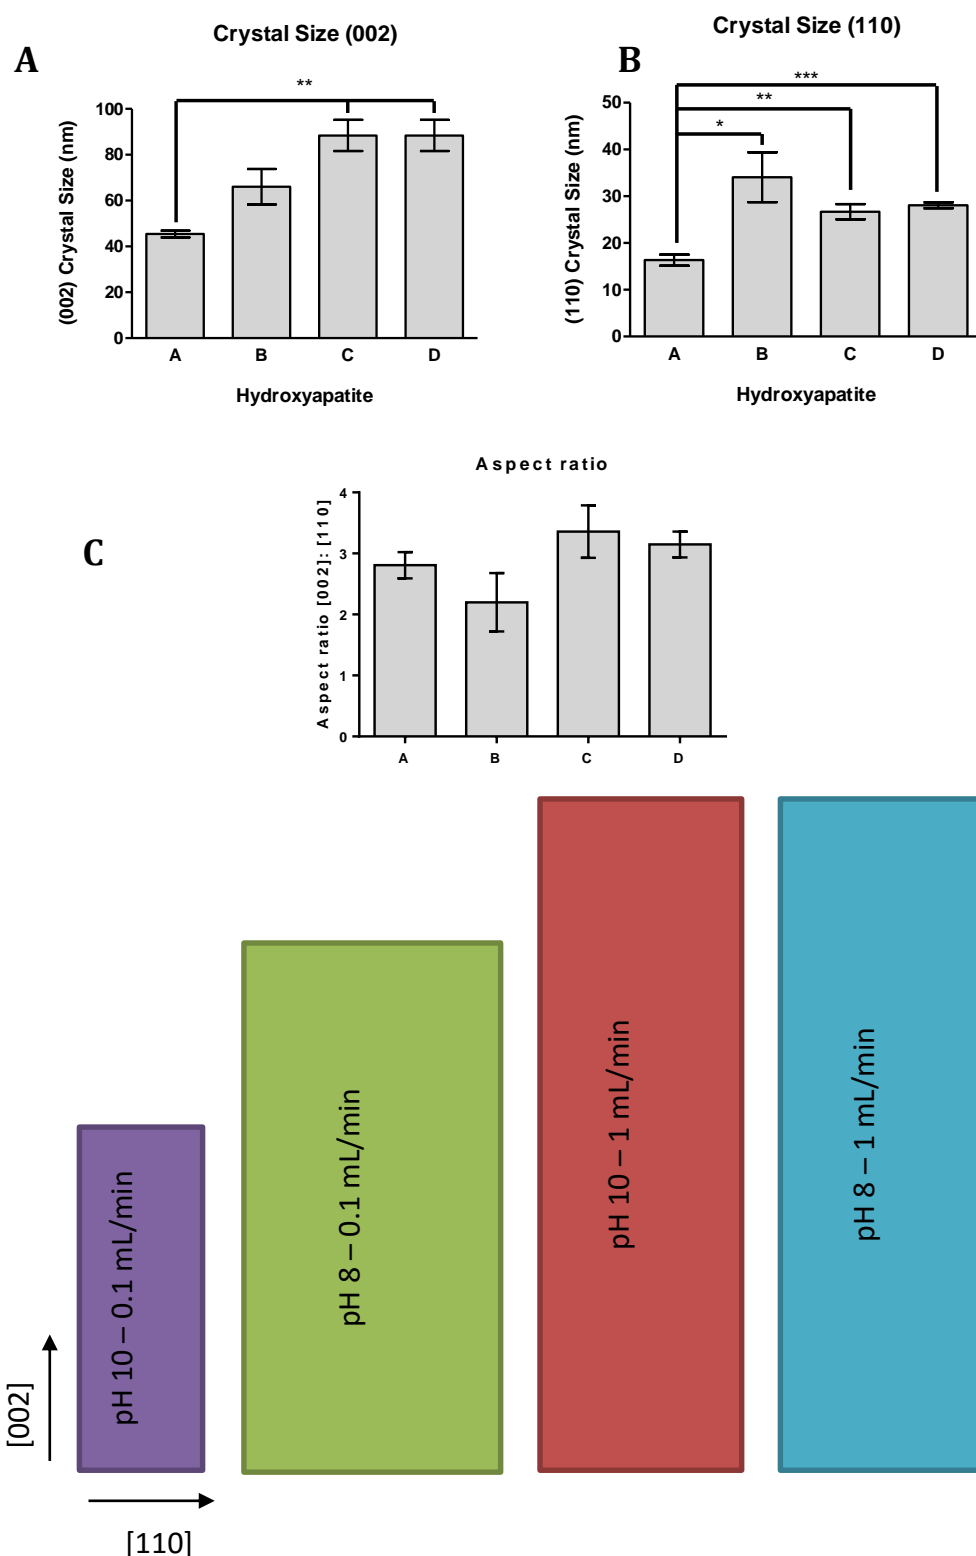 Crystal Size (002)
A
**
(002) Crystal Size (nm)
100
80
60
40
20
0
A B C D
Hydroxyapatite
Crystal Size (110)
B
***
**
*
(110) Crystal Size (nm)
50
40
30
20
10
0
A B C D
Hydroxyapatite
Aspect ratio
C
Aspect ratio [002]: [110]
4
3
2
1
0
A B C D
pH 10 – 0.1 mL/min
pH 8 – 0.1 mL/min
pH 10 – 1 mL/min
pH 8 – 1 mL/min
[002]
[110]